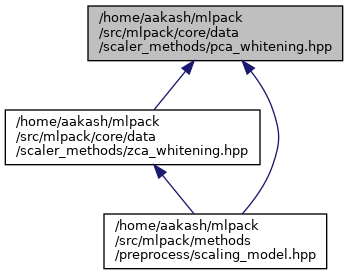 /home/aakash/mlpack
/src/mlpack/core/data
/scaler_methods/pca_whitening.hpp
/home/aakash/mlpack
/src/mlpack/core/data
/scaler_methods/zca_whitening.hpp
/home/aakash/mlpack
/src/mlpack/methods
/preprocess/scaling_model.hpp